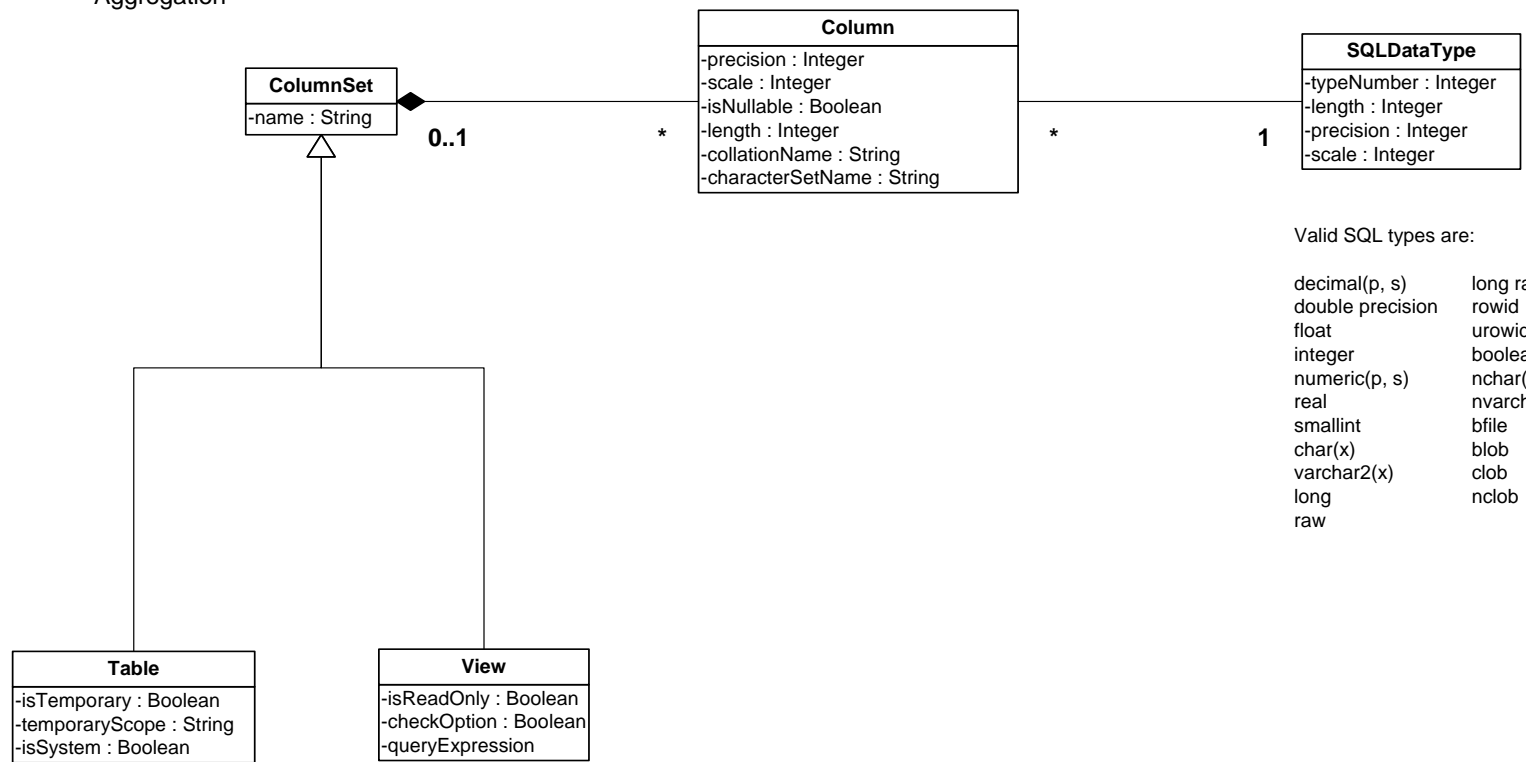 Aggregation
Column
-precision : Integer
-scale : Integer
-isNullable : Boolean
-length : Integer
-collationName : String
-characterSetName : String
SQLDataType
-typeNumber : Integer
-length : Integer
-precision : Integer
-scale : Integer
ColumnSet
-name : String
0..1
*
*
1
Valid SQL types are:
decimal(p, s) long
double precision rowid
float
integer
numeric(p, s)
real
smallint bfile
char(x) blob
varchar2(x) clob
long nclob
raw
Table
-isTemporary : Boolean
-temporaryScope : String
-isSystem : Boolean
View
-isReadOnly : Boolean
-checkOption : Boolean
-queryExpression